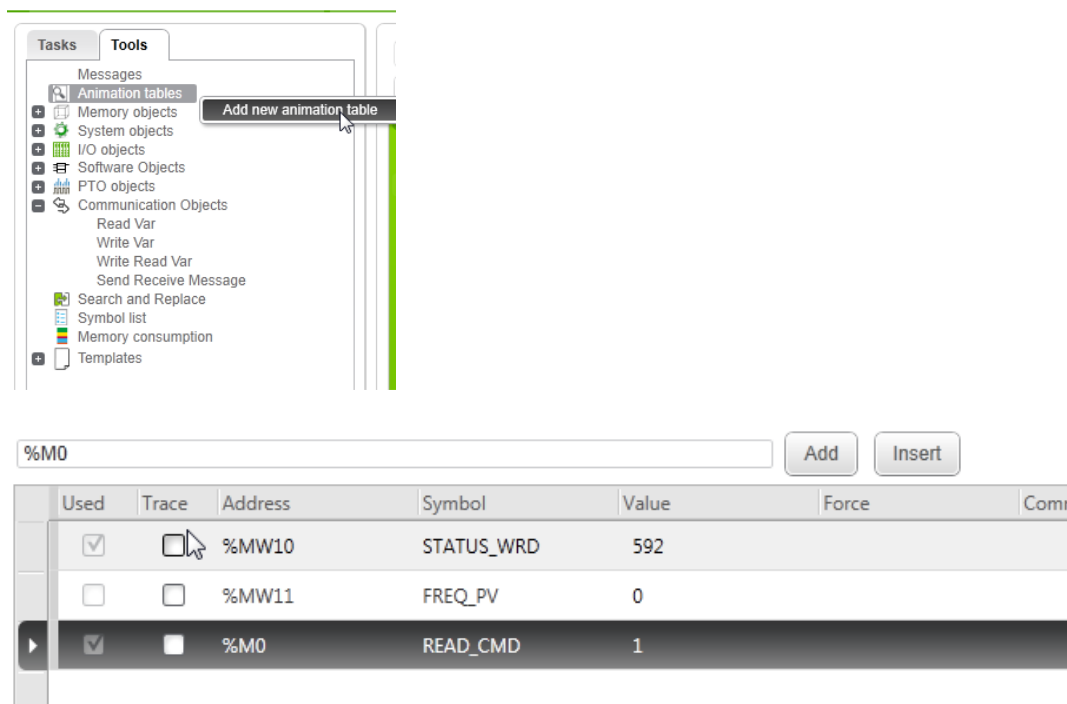 Tasks Tools
Messages
Animation tables
Add new animation table
Memory objects
System objects
I/O objects
Software Objects
PTO objects
Communication Objects
Read Var
Write Var
Write Read Var
Send Receive Message
Search and Replace
Symbol list
Memory consumption
Templates
%M0 Add Insert
Used Trace Address Symbol Value Force
%MW10 STATUS_WRD 592
%MW11 FREQ_PV 0
%M0 READ_CMD 1